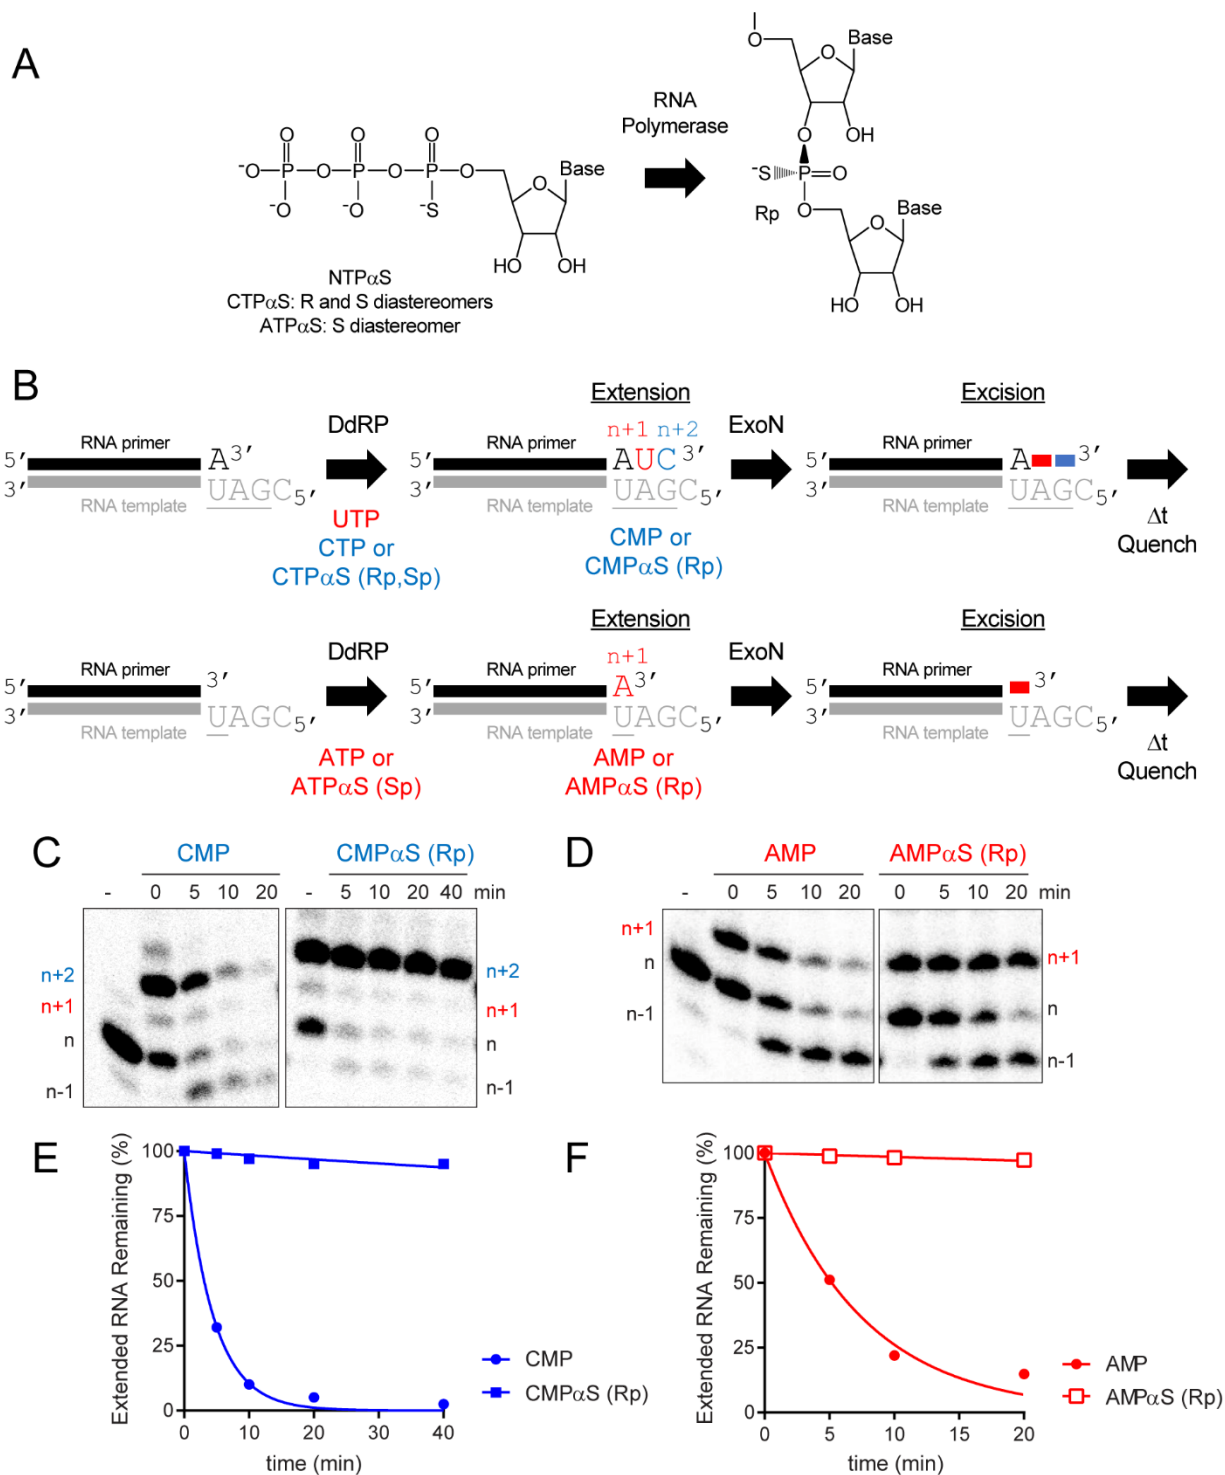 A
O O O
-O P O P O P O
-O -O -S
O Base
HO OH
NTPαS
CTPαS: R and S diastereomers
ATPαS: S diastereomer
RNA
Polymerase
O
O Base
O OH
-S P O
Rp O
O Base
HO OH
B
Extension Excision
DdRP n+1 n+2 ExoN
RNA primer A3′ RNA primer AUC3′ RNA primer A 3′
5′ 5′ 5′
3′ UAGC5′ 3′ UAGC5′ 3′ UAGC5′
RNA template RNA template RNA template
UTP
CTP or
CTPαS (Rp,Sp)
CMP or
CMPαS (Rp)
Δt
Quench
Extension Excision
DdRP n+1 ExoN
RNA primer 3′ RNA primer A3′ RNA primer 3′
5′ 5′ 5′
3′ UAGC5′ 3′ UAGC5′ 3′ UAGC5′
RNA template RNA template RNA template
ATP or
ATPαS (Sp)
AMP or
AMPαS (Rp)
Δt
Quench
C
CMP CMPαS (Rp)
- 0 5 10 20 - 5 10 20 40 min
n+2 n+2
n+1 n+1
n n
n-1 n-1
D
AMP AMPαS (Rp)
- 0 5 10 20 0 5 10 20 min
n+1 n+1
n n
n-1 n-1
E
Extended RNA Remaining (%)
100
75
50
25
0
0 10 20 30 40
time (min)
CMP
CMPαS (Rp)
F
Extended RNA Remaining (%)
100
75
50
25
0
0 5 10 15 20
time (min)
AMP
AMPαS (Rp)